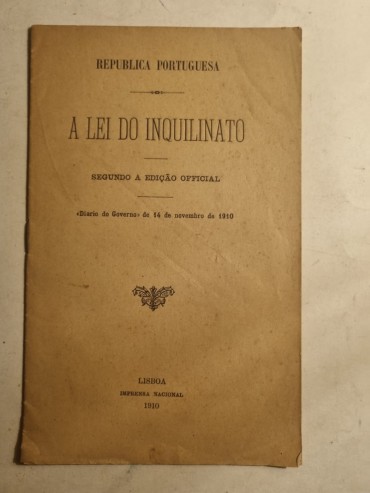 REPUBLICA PORTUGUESA
A LEI DO INQUILINATO
SEGUNDO A EDIÇÃO OFFICIAL
«Diario do Governo» de 14 de novembro de 1910
LISBOA
IMPRENSA NACIONAL
1910